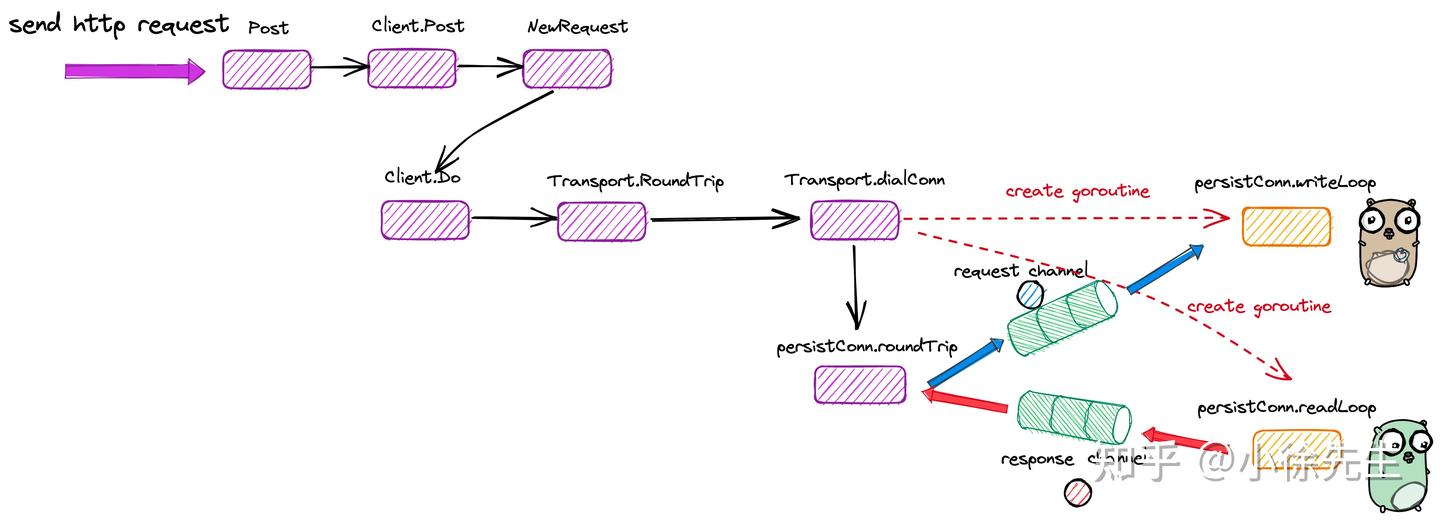 send http request
Post
Client.Post
NewRequest
Client.Do
Transport.RoundTrip
Transport.dialConn
create goroutine
persistConn.writeLoop
request channel
create goroutine
persistConn.roundTrip
persistConn.readLoop
response channel
知乎 @小徐先生